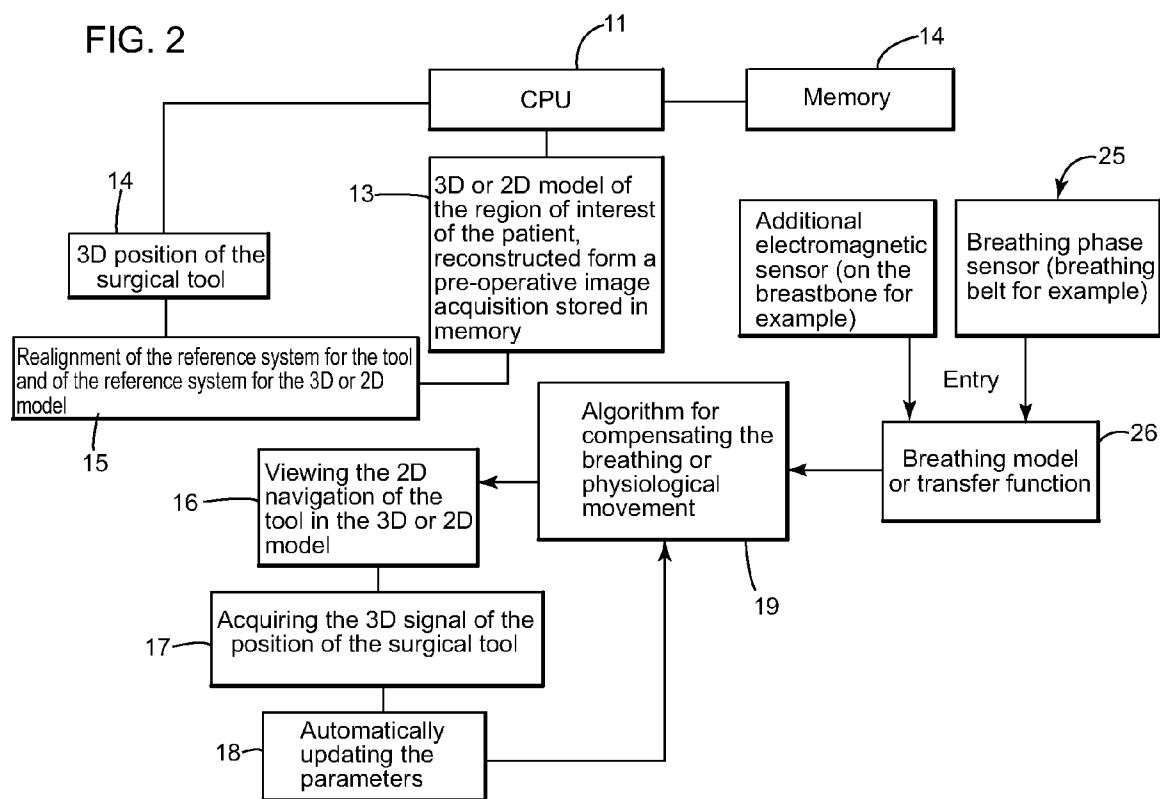 FIG. 2
11
14
CPU
Memory
14
3D position of the
surgical tool
13
3D or 2D model of
the region of interest
of the patient,
reconstructed form a
pre-operative image
acquisition stored in
memory
25
Additional
electromagnetic
sensor (on the
breastbone for
example)
Breathing phase
sensor (breathing
belt for example)
Realignment of the reference system for the tool
and of the reference system for the 3D or 2D
model
15
Entry
26
Breathing model
or transfer function
Algorithm for
compensating the
breathing or
physiological
movement
19
16
Viewing the 2D
navigation of the
tool in the 3D or 2D
model
17
Acquiring the 3D signal of the
position of the surgical tool
18
Automatically
updating the
parameters